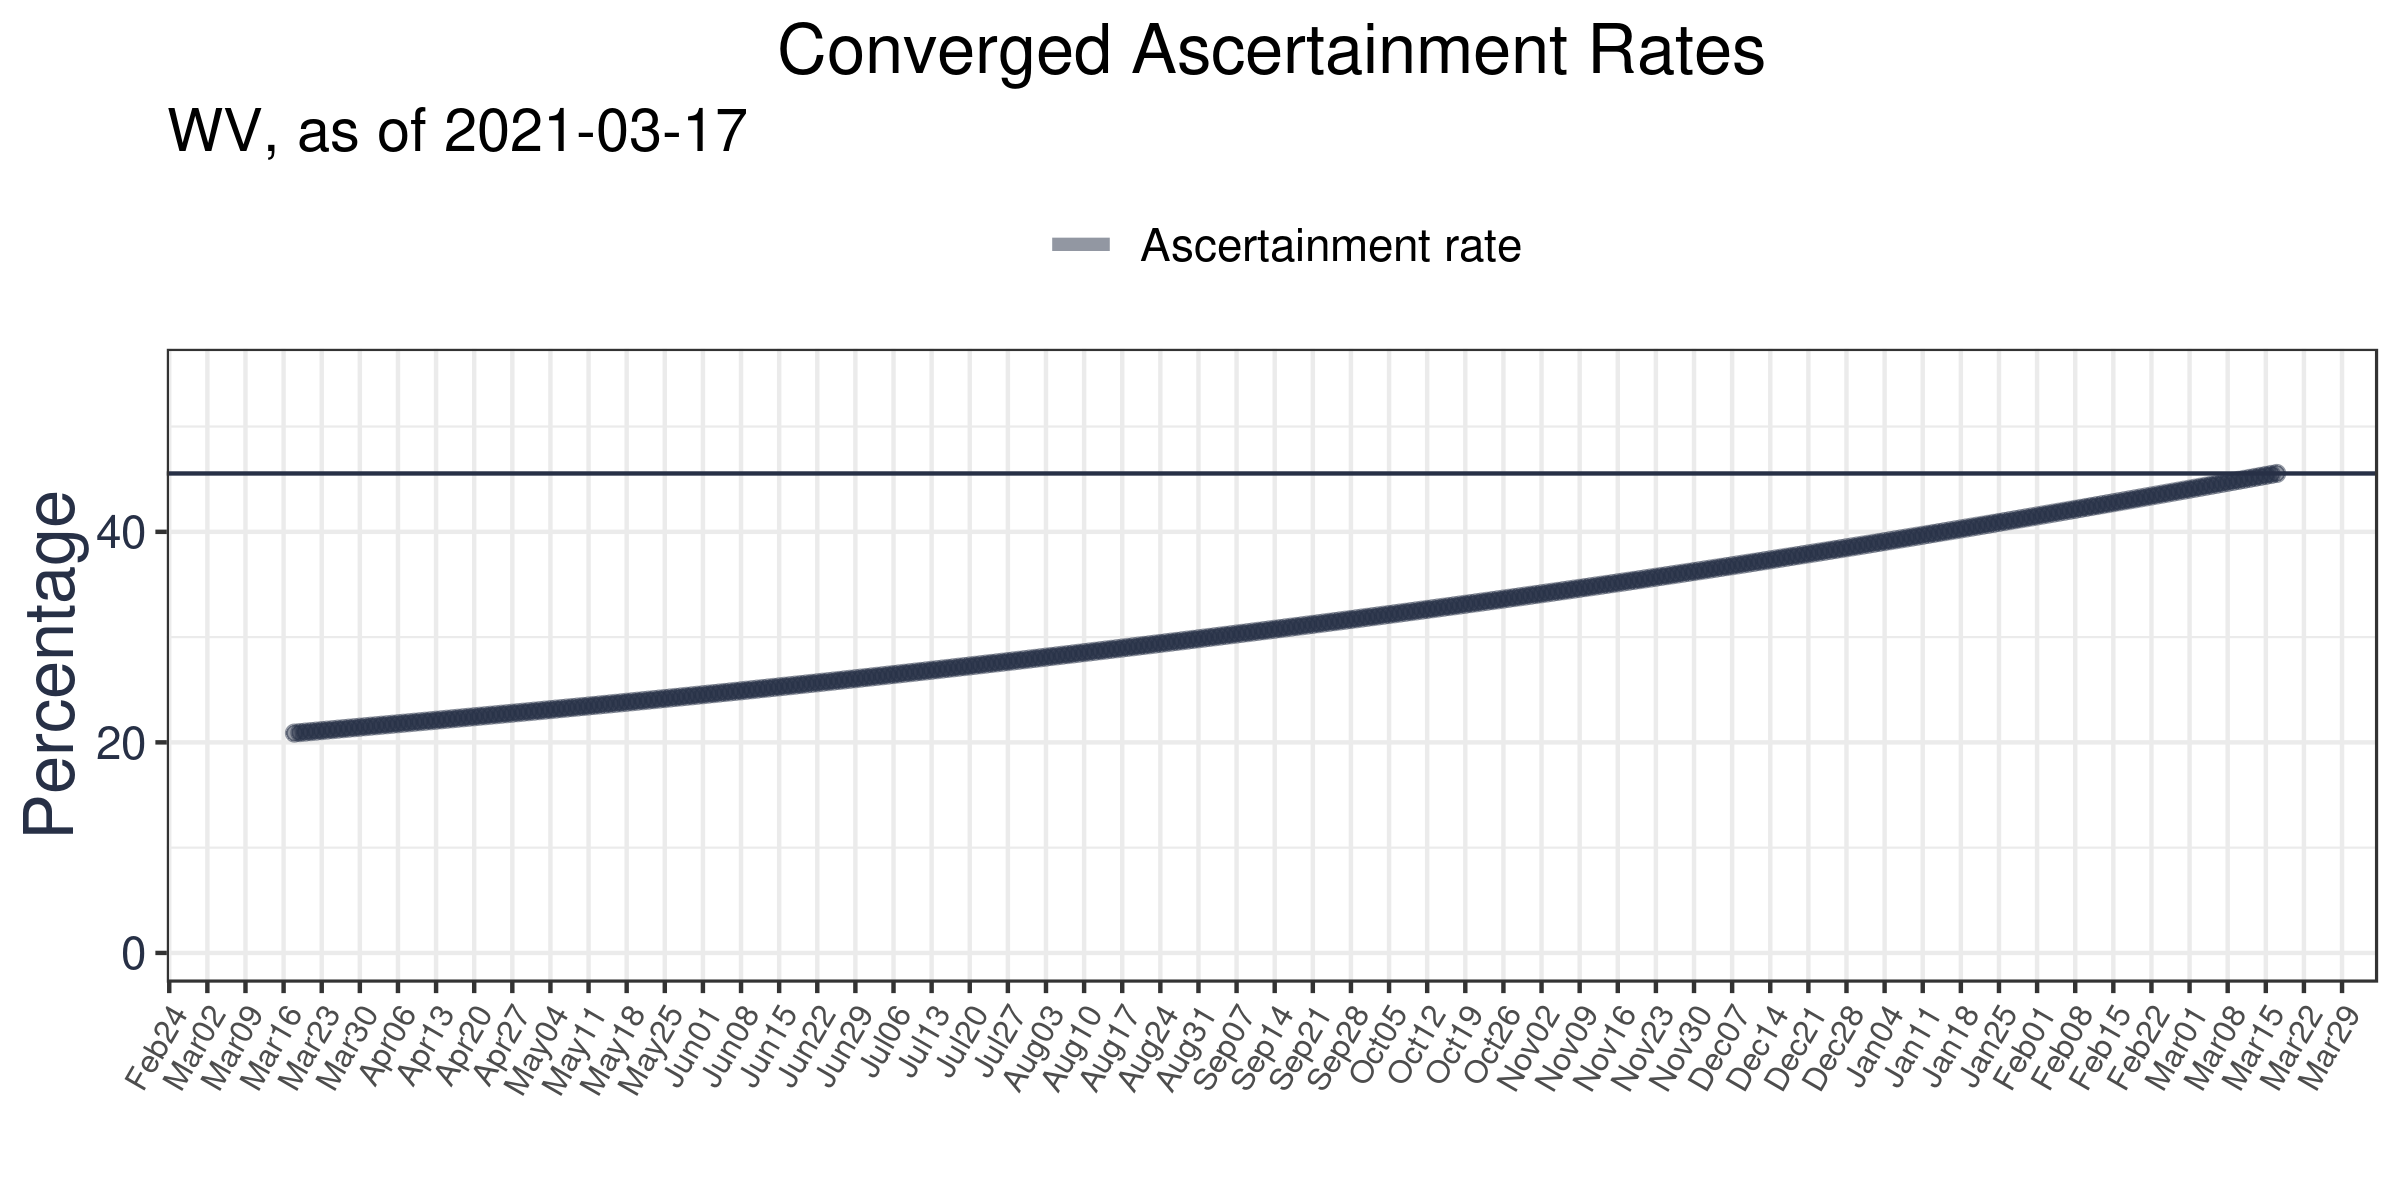 Converged Ascertainment Rates
WV, as of 2021-03-17
Ascertainment rate
Percentage
40
20
0
Feb24 Mar02 Mar09 Mar16 Mar23 Mar30 Apr06 Apr13 Apr20 Apr27 May04 May11 May18 May25 Jun01 Jun08 Jun15 Jun22 Jun29 Jul06 Jul13 Jul20 Jul27 Aug03 Aug10 Aug17 Aug24 Aug31 Sep07 Sep14 Sep21 Sep28 Oct05 Oct12 Oct19 Oct26 Nov02 Nov09 Nov16 Nov23 Nov30 Dec07 Dec14 Dec21 Dec28 Jan04 Jan11 Jan18 Jan25 Feb01 Feb08 Feb15 Feb22 Mar01 Mar08 Mar15 Mar22 Mar29